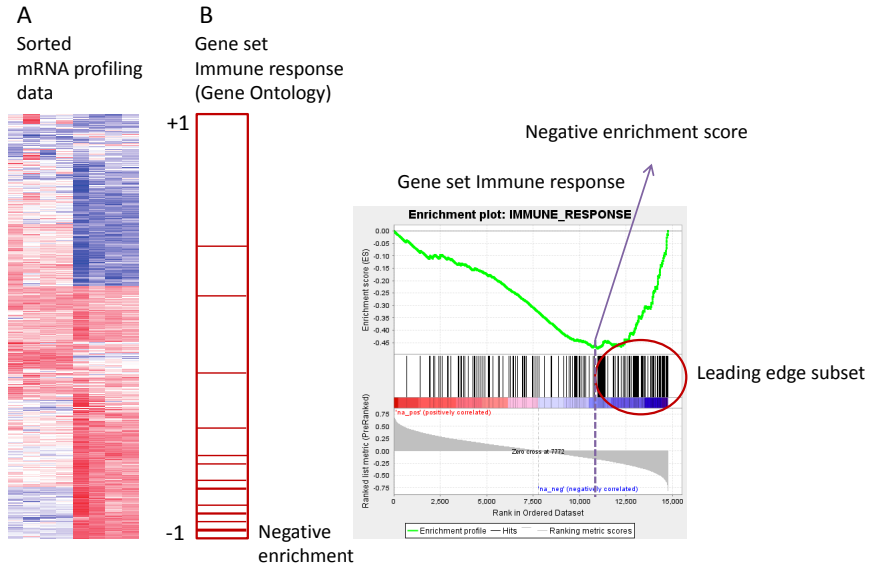 A
Sorted
mRNA profiling
data
B
Gene set
Immune response
(Gene Ontology)
+1
-1
Negative
enrichment
Negative enrichment score
Gene set Immune response
Enrichment plot: IMMUNE_RESPONSE
Enrichment score (ES)
0.00
-0.05
-0.10
-0.15
-0.20
-0.25
-0.30
-0.35
-0.40
-0.45
Leading edge subset
'na_pos' (positively correlated)
Ranked list metric (PreRanked)
0.75
0.50
0.25
0.00
-0.25
-0.50
-0.75
Zero cross at 7772
'na_neg' (negatively correlated)
0
2,500
5,000
7,500
10,000
12,500
15,000
Rank in Ordered Dataset
Enrichment profile
Hits
Ranking metric scores